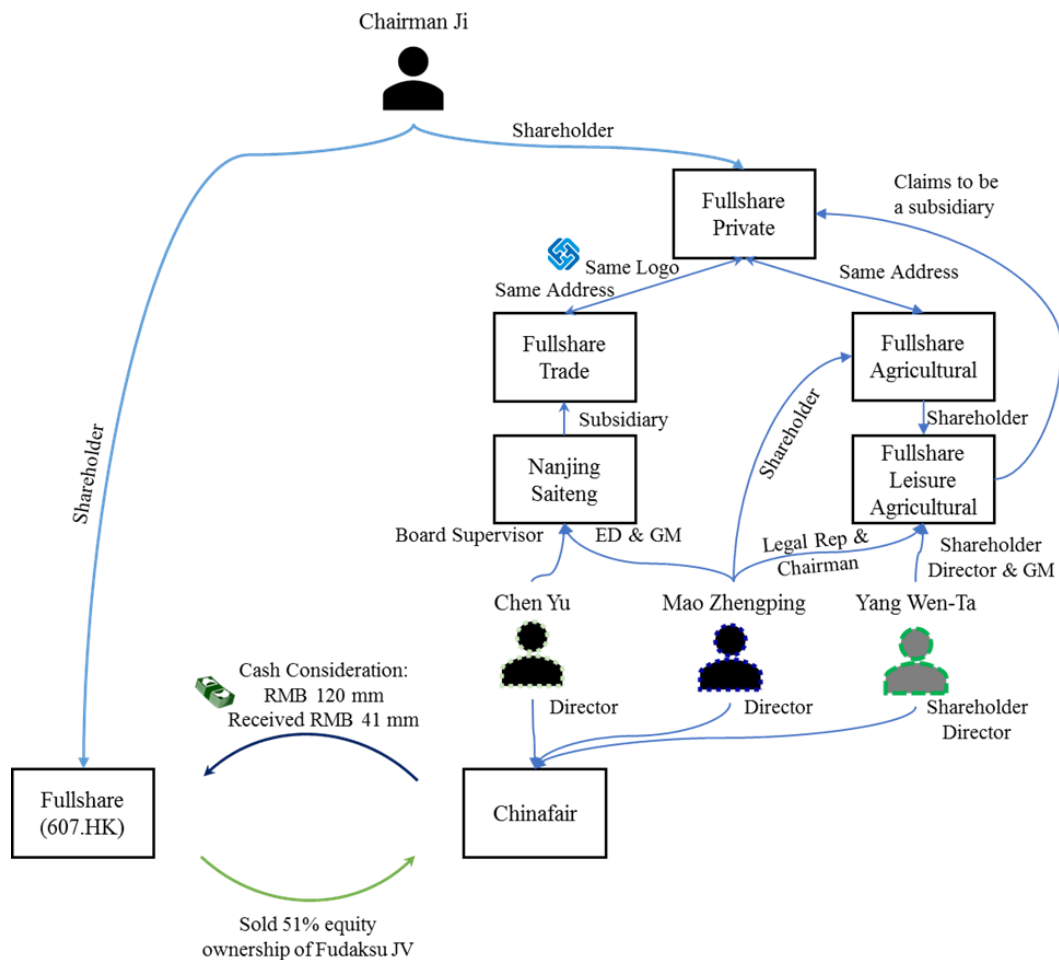 Chairman Ji
Shareholder
Claims to be
a subsidiary
Fullshare
Private
Same Logo
Same Address
Same Address
Fullshare
Trade
Fullshare
Agricultural
Subsidiary
Shareholder
Shareholder
Shareholder
Nanjing
Saiteng
Fullshare
Leisure
Agricultural
Board Supervisor
ED & GM
Legal Rep &
Chairman
Shareholder
Director & GM
Chen Yu
Mao Zhengping
Yang Wen-Ta
Cash Consideration:
RMB 120 mm
Received RMB 41 mm
Director
Director
Shareholder
Director
Fullshare
(607.HK)
Chinafair
Sold 51% equity
ownership of Fudaksu JV